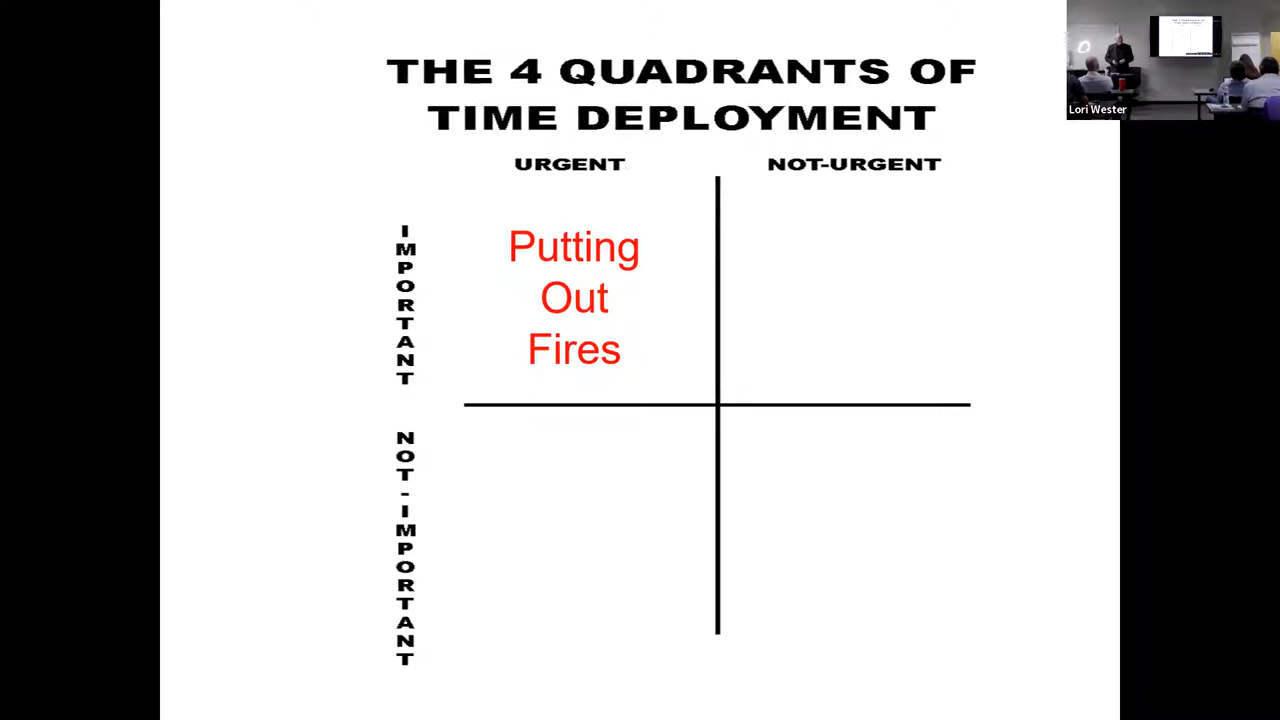 THE 4 QUADRANTS OF
TIME DEPLOYMENT
URGENT
NOT-URGENT
IMPORTANT
Putting
Out
Fires
NOT-IMPORTANT
Lori Wester